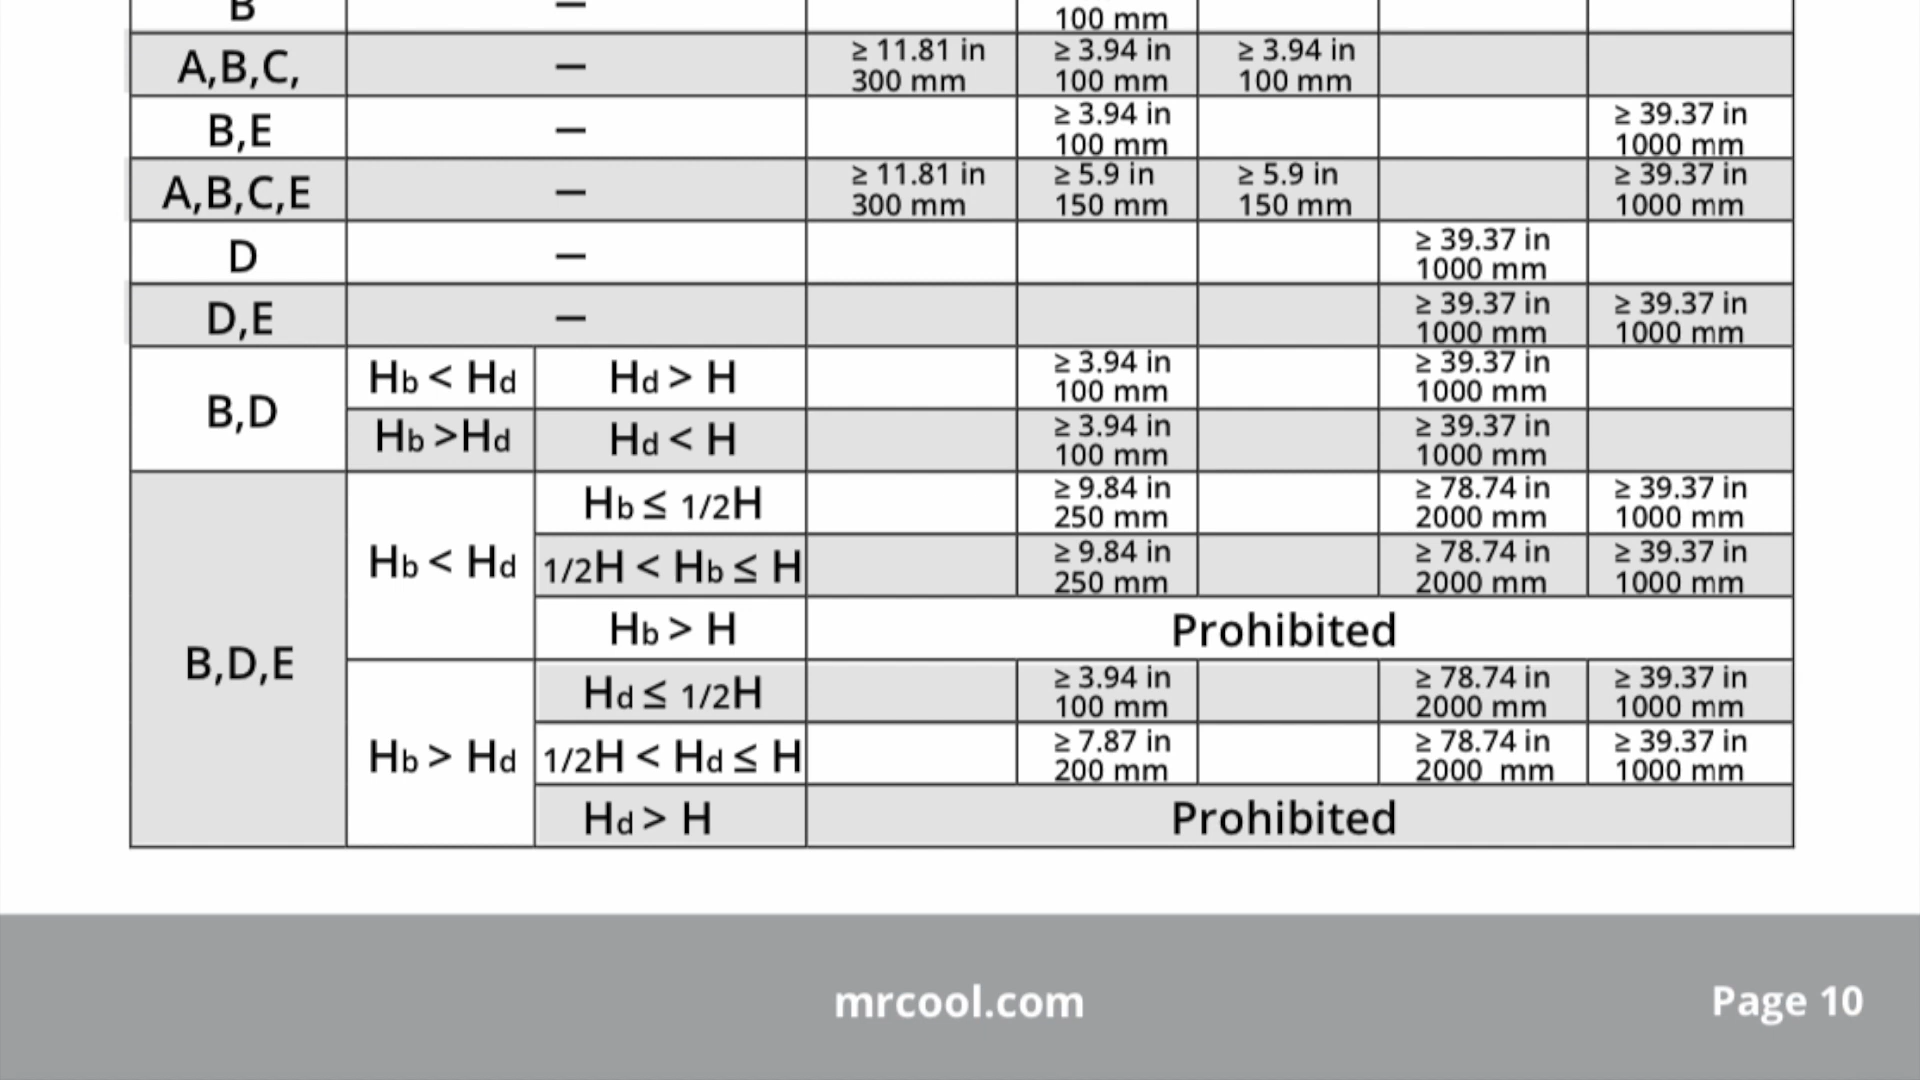 B —
100 mm
A,B,C, — ≥ 11.81 in ≥ 3.94 in ≥ 3.94 in
300 mm 100 mm 100 mm
B,E — ≥ 3.94 in ≥ 39.37 in
100 mm 1000 mm
A,B,C,E — ≥ 11.81 in ≥ 5.9 in ≥ 5.9 in ≥ 39.37 in
300 mm 150 mm 150 mm 1000 mm
D — ≥ 39.37 in
1000 mm
D,E — ≥ 39.37 in ≥ 39.37 in
1000 mm 1000 mm
B,D
Hb < Hd Hd > H ≥ 3.94 in ≥ 39.37 in
100 mm 1000 mm
Hb >Hd Hd < H ≥ 3.94 in ≥ 39.37 in
100 mm 1000 mm
B,D,E
Hb < Hd
Hb ≤ 1/2H ≥ 9.84 in ≥ 78.74 in ≥ 39.37 in
250 mm 2000 mm 1000 mm
1/2H < Hb ≤ H ≥ 9.84 in ≥ 78.74 in ≥ 39.37 in
250 mm 2000 mm 1000 mm
Hb > H Prohibited
Hb > Hd
Hd ≤ 1/2H ≥ 3.94 in ≥ 78.74 in ≥ 39.37 in
100 mm 2000 mm 1000 mm
1/2H < Hd ≤ H ≥ 7.87 in ≥ 78.74 in ≥ 39.37 in
200 mm 2000 mm 1000 mm
Hd > H Prohibited
mrcool.com Page 10